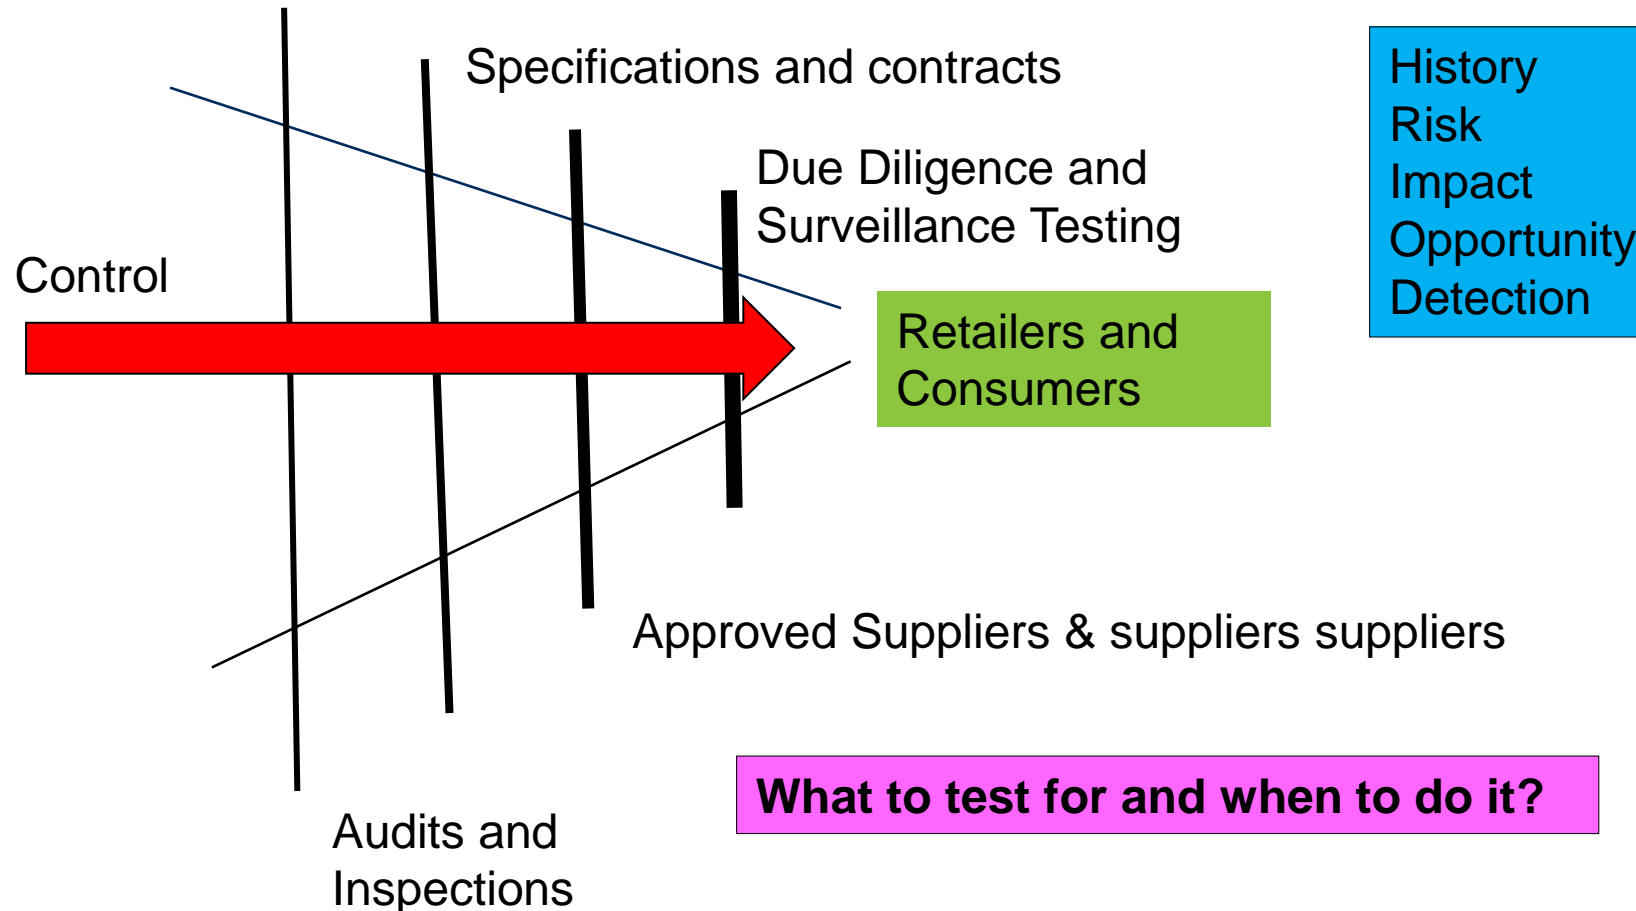 Specifications and contracts
History
Risk
Impact
Opportunity
Detection
Due Diligence and
Surveillance Testing
Control
Retailers and
Consumers
Approved Suppliers & suppliers suppliers
What to test for and when to do it?
Audits and
Inspections